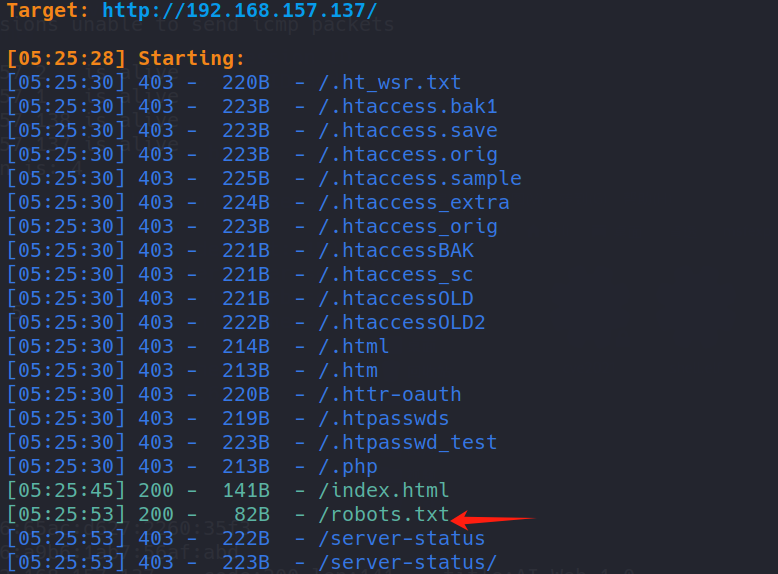 Target: http://192.168.157.137/
[05:25:28] Starting:
[05:25:30] 403 -  220B  - /.ht_wsr.txt
[05:25:30] 403 -  223B  - /.htaccess.bak1
[05:25:30] 403 -  223B  - /.htaccess.save
[05:25:30] 403 -  223B  - /.htaccess.orig
[05:25:30] 403 -  225B  - /.htaccess.sample
[05:25:30] 403 -  224B  - /.htaccess_extra
[05:25:30] 403 -  223B  - /.htaccess_orig
[05:25:30] 403 -  221B  - /.htaccessBAK
[05:25:30] 403 -  221B  - /.htaccess_sc
[05:25:30] 403 -  221B  - /.htaccessOLD
[05:25:30] 403 -  222B  - /.htaccessOLD2
[05:25:30] 403 -  214B  - /.html
[05:25:30] 403 -  213B  - /.htm
[05:25:30] 403 -  220B  - /.httr-oauth
[05:25:30] 403 -  219B  - /.htpasswds
[05:25:30] 403 -  223B  - /.htpasswd_test
[05:25:30] 403 -  213B  - /.php
[05:25:45] 200 -  141B  - /index.html
[05:25:53] 200 -   82B  - /robots.txt
[05:25:53] 403 -  222B  - /server-status
[05:25:53] 403 -  223B  - /server-status/